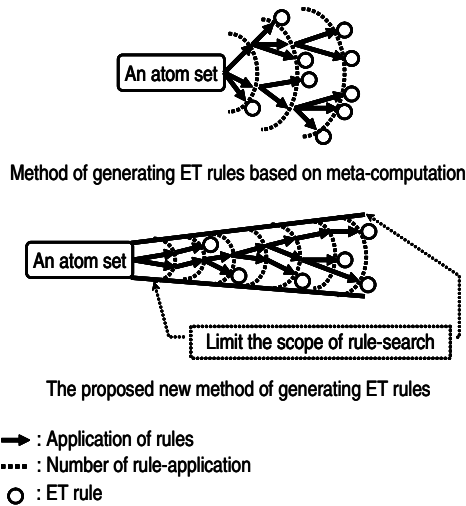 An atom set
Method of generating ET rules based on meta-computation
An atom set
Limit the scope of rule-search
The proposed new method of generating ET rules
: Application of rules
: Number of rule-application
: ET rule